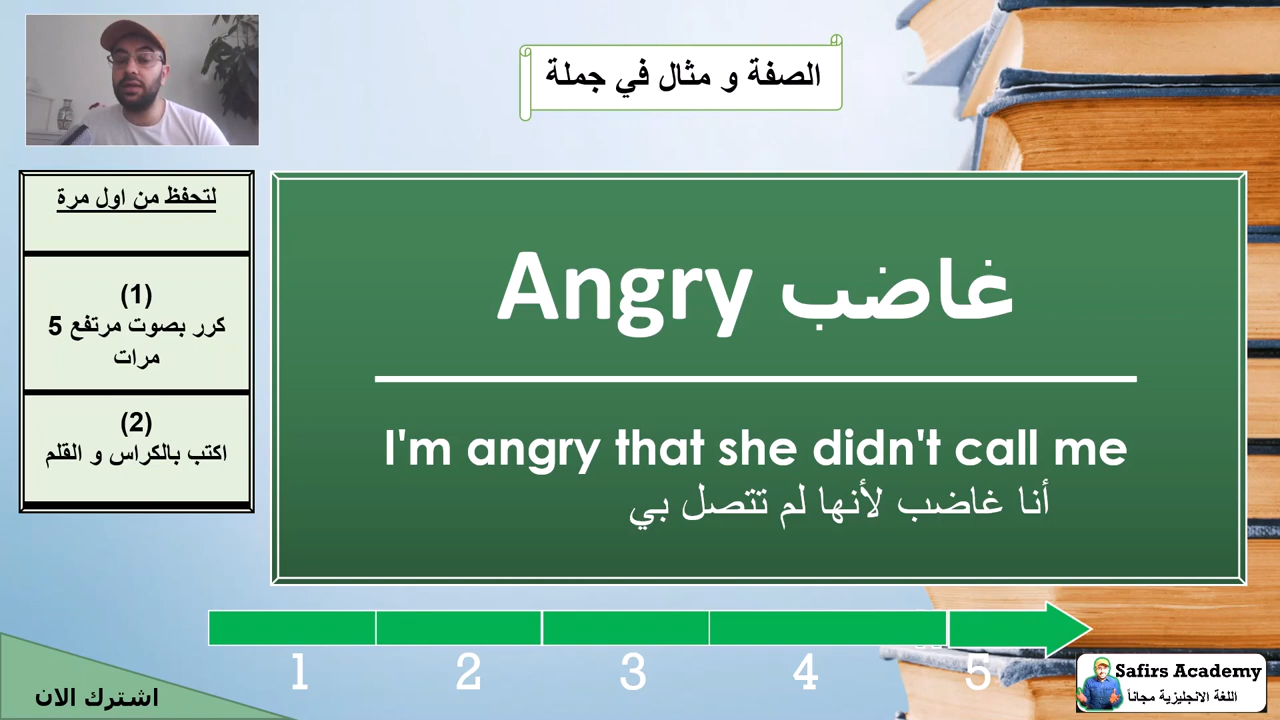 الصفة و مثال في جملة
لتحفظ من اول مرة
(1)
كرر بصوت مرتفع 5
مرات
(2)
اكتب بالكراس و القلم
Angry غاضب
I'm angry that she didn't call me
أنا غاضب لأنها لم تتصل بي
1 2 3 4 5
اشترك الان
Safirs Academy
اللغة الانجليزية مجاناً